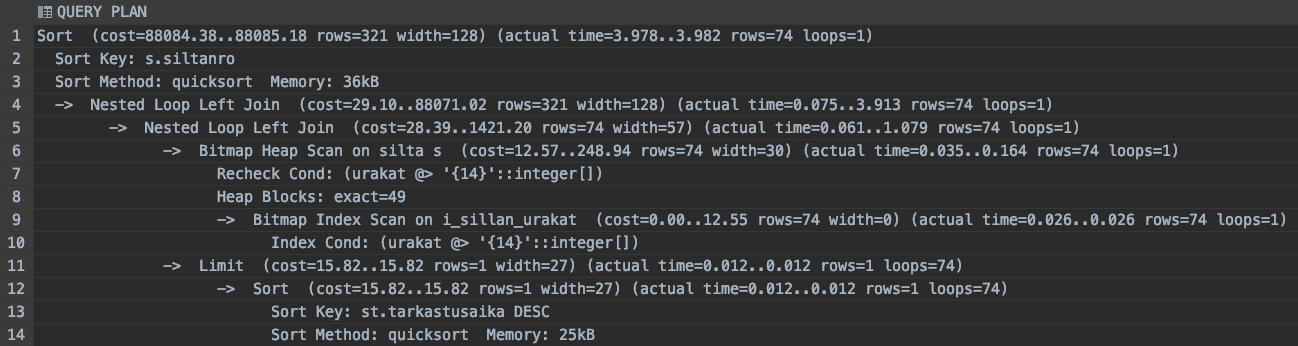 QUERY PLAN
1 Sort  (cost=88084.38..88085.18 rows=321 width=128) (actual time=3.978..3.982 rows=74 loops=1)
2   Sort Key: s.siltanro
3   Sort Method: quicksort  Memory: 36kB
4   ->  Nested Loop Left Join  (cost=29.10..88071.02 rows=321 width=128) (actual time=0.075..3.913 rows=74 loops=1)
5         ->  Nested Loop Left Join  (cost=28.39..1421.20 rows=74 width=57) (actual time=0.061..1.079 rows=74 loops=1)
6               ->  Bitmap Heap Scan on silta s  (cost=12.57..248.94 rows=74 width=30) (actual time=0.035..0.164 rows=74 loops=1)
7                     Recheck Cond: (urakat @> '{14}'::integer[])
8                     Heap Blocks: exact=49
9                     ->  Bitmap Index Scan on i_sillan_urakat  (cost=0.00..12.55 rows=74 width=0) (actual time=0.026..0.026 rows=74 loops=1)
10                           Index Cond: (urakat @> '{14}'::integer[])
11               ->  Limit  (cost=15.82..15.82 rows=1 width=27) (actual time=0.012..0.012 rows=1 loops=74)
12                     ->  Sort  (cost=15.82..15.82 rows=1 width=27) (actual time=0.012..0.012 rows=1 loops=74)
13                           Sort Key: st.tarkastusaika DESC
14                           Sort Method: quicksort  Memory: 25kB